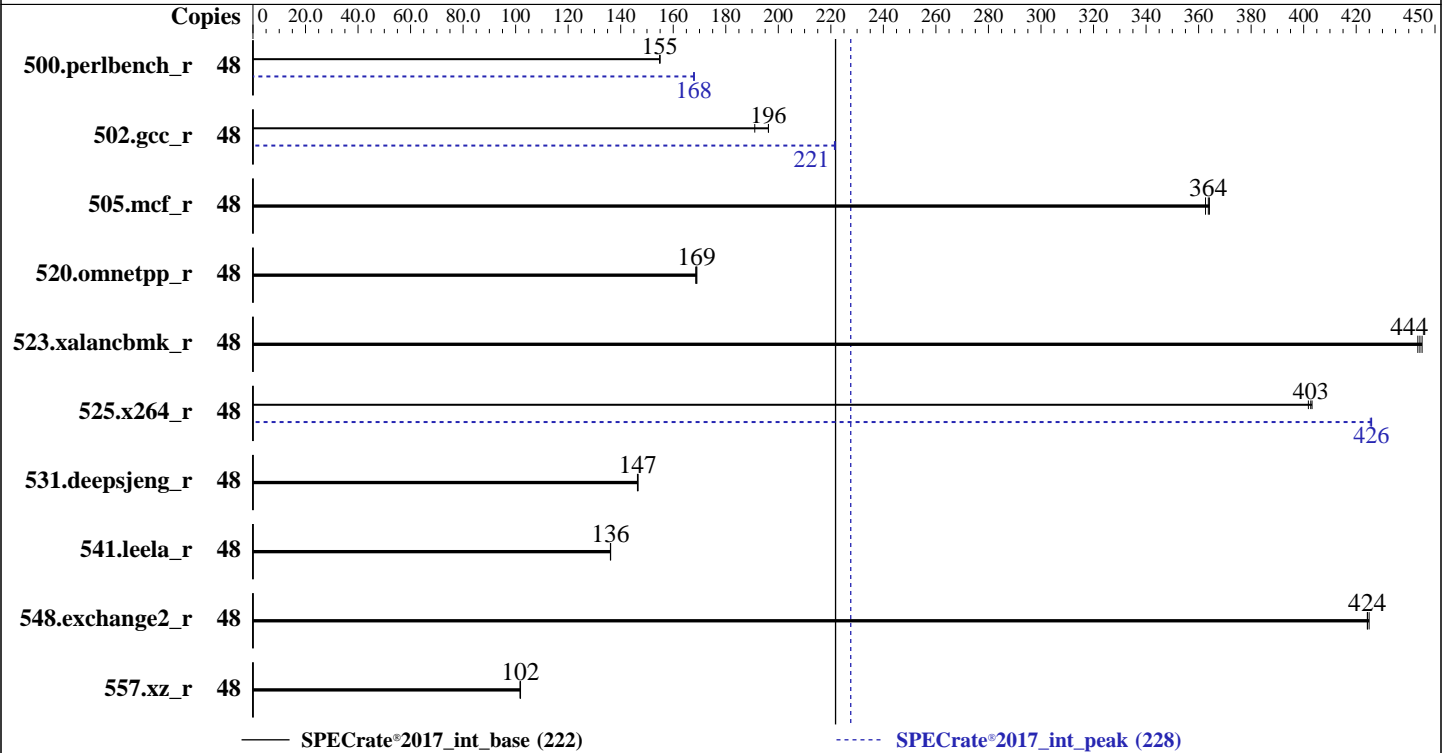 Copies 0 20.0 40.0 60.0 80.0 100 120 140 160 180 200 220 240 260 280 300 320 340 360 380 400 420 450
155
500.perlbench_r 48
168
196
502.gcc_r 48
221
364
505.mcf_r 48
169
520.omnetpp_r 48
444
523.xalancbmk_r 48
403
525.x264_r 48
426
147
531.deepsjeng_r 48
136
541.leela_r 48
424
548.exchange2_r 48
102
557.xz_r 48
SPECrate®2017_int_base (222) SPECrate®2017_int_peak (228)